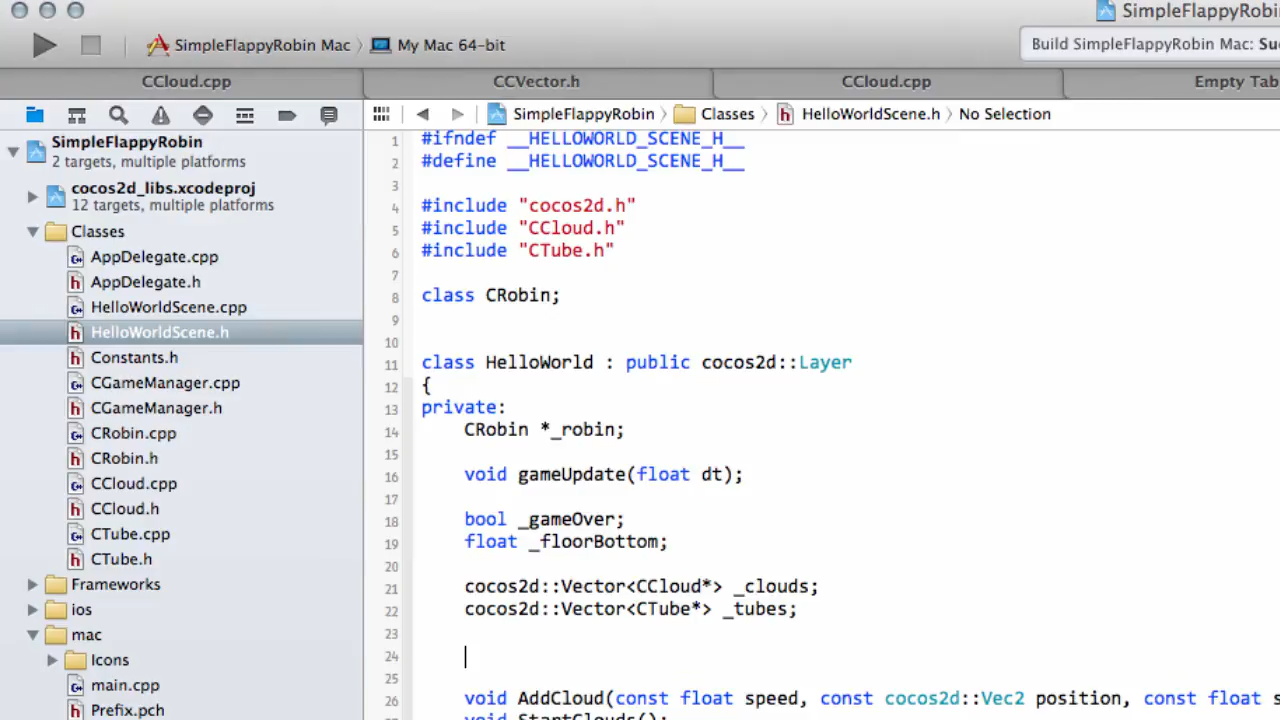 SimpleFlappyRobin
SimpleFlappyRobin Mac My Mac 64-bit
Build SimpleFlappyRobin Mac: Su
CCloud.cpp CCVector.h CCloud.cpp Empty Tab
SimpleFlappyRobin Classes HelloWorldScene.h No Selection
SimpleFlappyRobin
2 targets, multiple platforms
cocos2d_libs.xcodeproj
12 targets, multiple platforms
Classes
AppDelegate.cpp
AppDelegate.h
HelloWorldScene.cpp
HelloWorldScene.h
Constants.h
CGameManager.cpp
CGameManager.h
CRobin.cpp
CRobin.h
CCloud.cpp
CCloud.h
CTube.cpp
CTube.h
Frameworks
ios
mac
Icons
main.cpp
Prefix.pch
1 #ifndef __HELLOWORLD_SCENE_H__
2 #define __HELLOWORLD_SCENE_H__
3
4 #include "cocos2d.h"
5 #include "CCloud.h"
6 #include "CTube.h"
7
8 class CRobin;
9
10
11 class HelloWorld : public cocos2d::Layer
12 {
13 private:
14 CRobin *_robin;
15
16 void gameUpdate(float dt);
17
18 bool _gameOver;
19 float _floorBottom;
20
21 cocos2d::Vector<CCloud*> _clouds;
22 cocos2d::Vector<CTube*> _tubes;
23
24
25
26 void AddCloud(const float speed, const cocos2d::Vec2 position, const float s
void StartClouds();